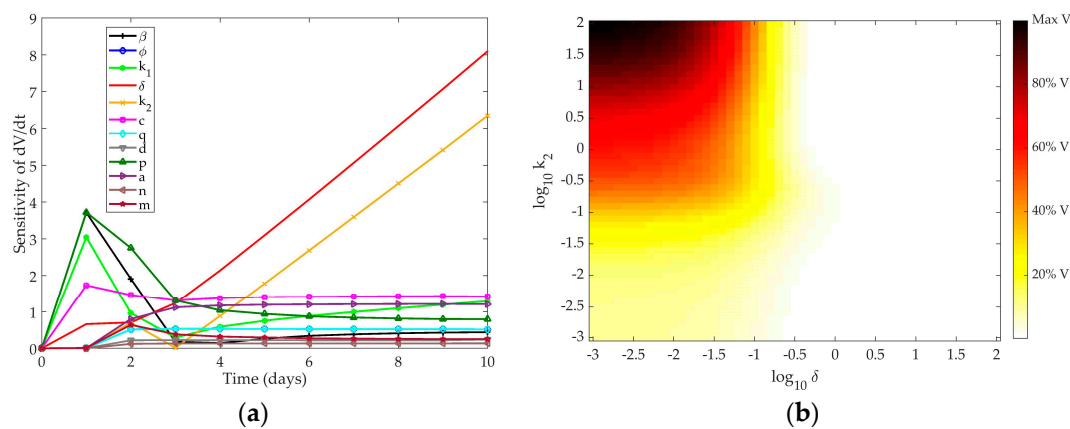 9
8
7
6
5
4
3
2
1
0
Sensitivity of dV/dt
β
ϕ
k1
δ
k2
c
q
d
p
a
n
m
0 2 4 6 8 10
Time (days)
(a)
2
1.5
1
0.5
0
-0.5
-1
-1.5
-2
-2.5
-3
log10 k2
-3 -2.5 -2 -1.5 -1 -0.5 0 0.5 1 1.5 2
log10 δ
Max V
80% V
60% V
40% V
20% V
(b)